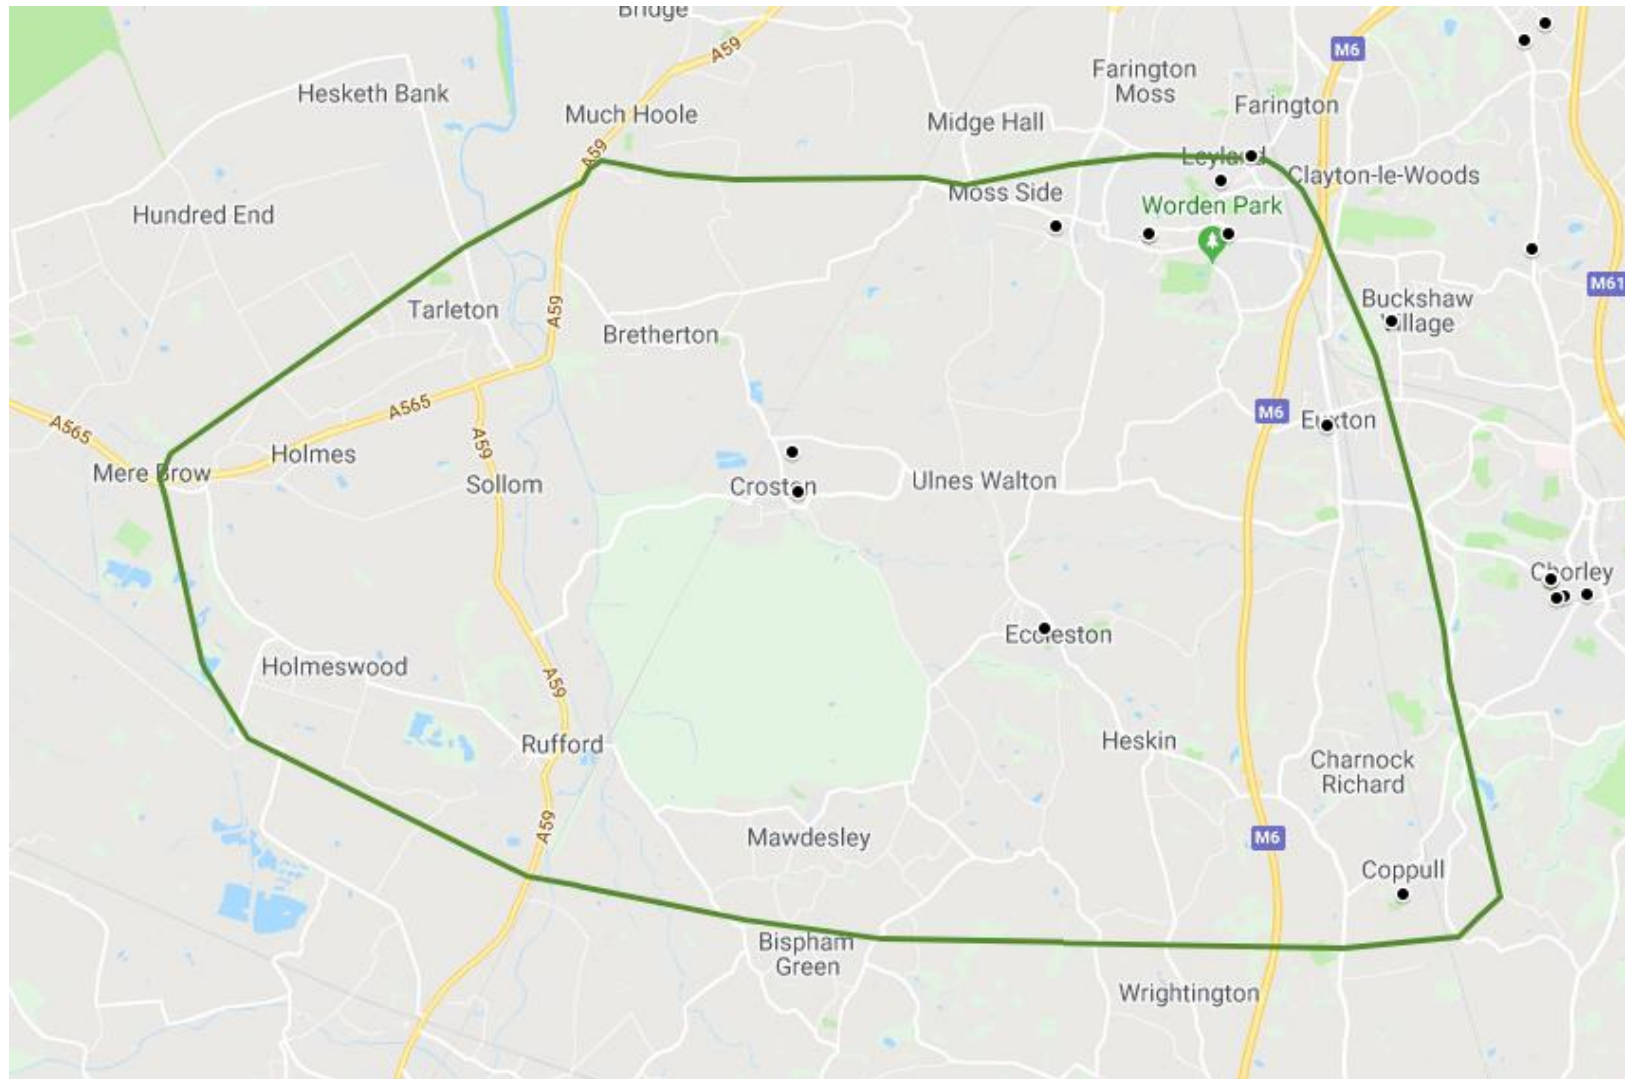 Bridge
A59
M6
Hesketh Bank
Farington
Moss
Farington
Much Hoole
Midge Hall
A59
Leyland
Clayton-le-Woods
Moss Side
Worden Park
Hundred End
M61
Tarleton
A59
Bretherton
Buckshaw
Village
A565
A565
M6
Euxton
A59
Holmes
Mere Brow
Sollom
Croston
Ulnes Walton
Chorley
Eccleston
Holmeswood
A59
Rufford
Heskin
Charnock
Richard
A59
Mawdesley
M6
Coppull
Bispham
Green
Wrightington